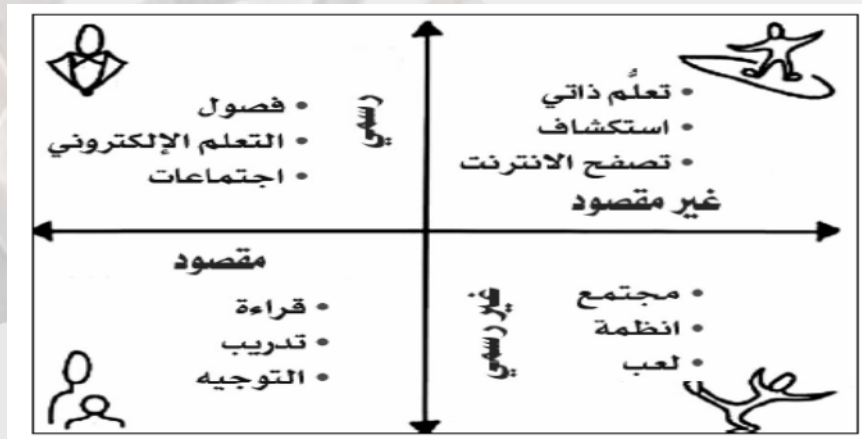 تعلُّم ذاتي
استكشاف
تصفح الانترنت
غير مقصود
رسمي
فصول
التعلم الإلكتروني
اجتماعات
مقصود
قراءة
تدريب
التوجيه
غير رسمي
مجتمع
انظمة
لعب